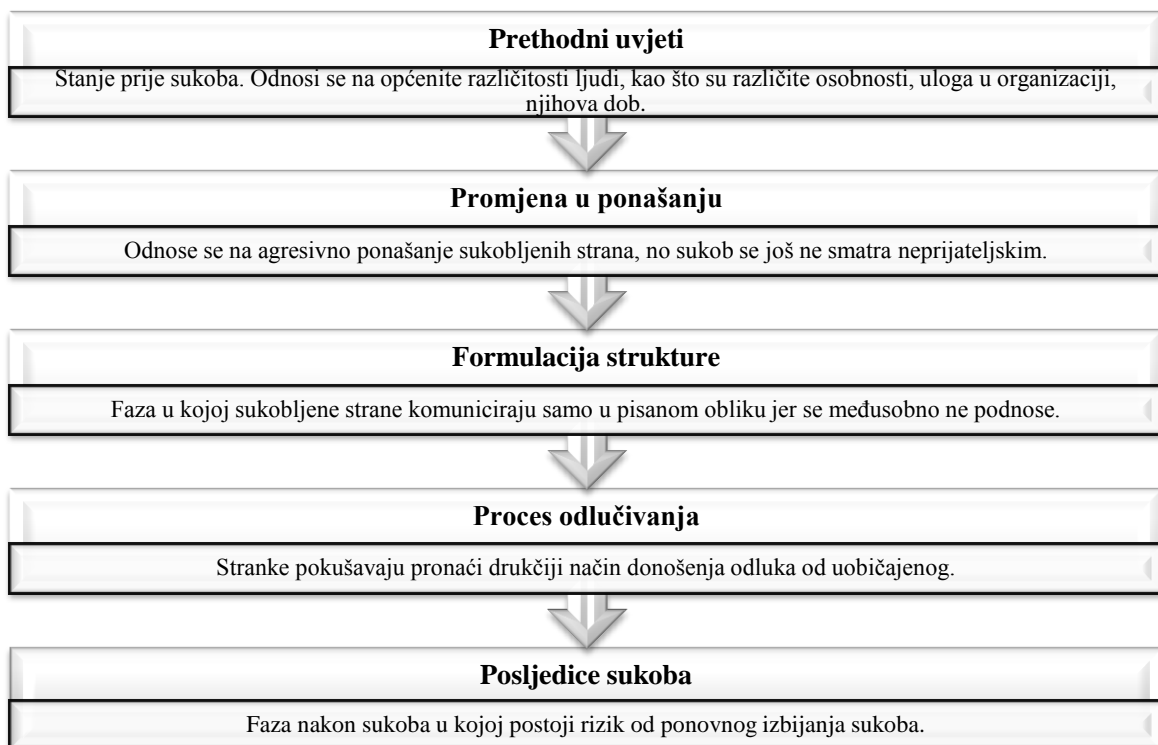 Prethodni uvjeti
Stanje prije sukoba. Odnosi se na općenite različitosti ljudi, kao što su različite osobnosti, uloga u organizaciji,
njihova dob.
Promjena u ponašanju
Odnose se na agresivno ponašanje sukobljenih strana, no sukob se još ne smatra neprijateljskim.
Formulacija strukture
Faza u kojoj sukobljene strane komuniciraju samo u pisanom obliku jer se međusobno ne podnose.
Proces odlučivanja
Stranke pokušavaju pronaći drukčiji način donošenja odluka od uobičajenog.
Posljedice sukoba
Faza nakon sukoba u kojoj postoji rizik od ponovnog izbijanja sukoba.